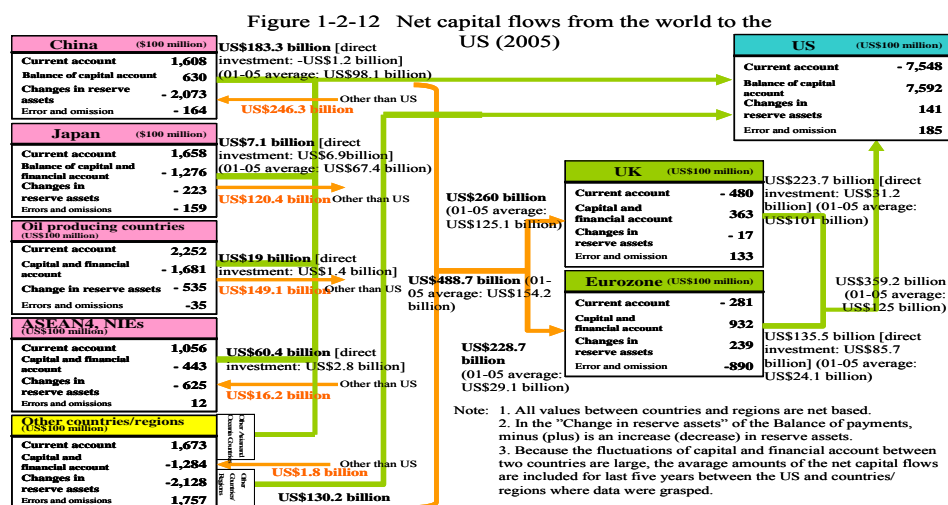 Figure 1-2-12 Net capital flows from the world to the
US (2005)
China ($100 million)
Current account 1,608
Balance of capital account 630
Changes in reserve
assets - 2,073
Error and omission - 164
US$183.3 billion [direct
investment: -US$1.2 billion]
(01-05 average: US$98.1 billion)
Other than US
US$246.3 billion
Japan ($100 million)
Current account 1,658
Balance of capital and
financial account - 1,276
Changes in
reserve assets - 223
Errors and omissions - 159
US$7.1 billion [direct
investment: US$6.9billion]
(01-05 average: US$67.4 billion)
US$120.4 billion Other than US
Oil producing countries
(US$100 million)
Current account 2,252
Capital and financial
account - 1,681
Change in reserve assets - 535
Errors and omissions -35
US$19 billion [direct
investment: US$1.4 billion]
US$149.1 billion Other than US
ASEAN4, NIEs
(US$100 million)
Current account 1,056
Capital and financial
account - 443
Changes in
reserve assets - 625
Error and omission 12
US$60.4 billion [direct
investment: US$2.8 billion]
Other than US
US$16.2 billion
Other countries/regions
(US$100 million)
Current account 1,673
Capital and
financial account -1,284
Changes in
reserve assets -2,128
Errors and omissions 1,757
Other Asian and
Oceania Countries
Other
Countries/
Regions
Other than US
US$1.8 billion
US$130.2 billion
US$488.7 billion (01-
05 average: US$154.2
billion)
US$260 billion
(01-05 average:
US$125.1 billion)
US$228.7
billion
(01-05 average:
US$29.1 billion)
UK (US$100 million)
Current account - 480
Capital and
financial account 363
Changes in
reserve assets - 17
Error and omission 133
Eurozone (US$100 million)
Current account - 281
Capital and
financial account 932
Changes in
reserve assets 239
Error and omission -890
US (US$100 million)
Current account - 7,548
Balance of capital
account 7,592
Changes in
reserve assets 141
Error and omission 185
US$223.7 billion [direct
investment: US$31.2
billion] (01-05 average:
US$101 billion)
US$359.2 billion
(01-05 average:
US$125 billion)
US$135.5 billion [direct
investment: US$85.7
billion] (01-05 average:
US$24.1 billion)
Note: 1. All values between countries and regions are net based.
2. In the "Change in reserve assets" of the Balance of payments,
minus (plus) is an increase (decrease) in reserve assets.
3. Because the fluctuations of capital and financial account between
two countries are large, the avarage amounts of the net capital flows
are included for last five years between the US and countries/
regions where data were grasped.